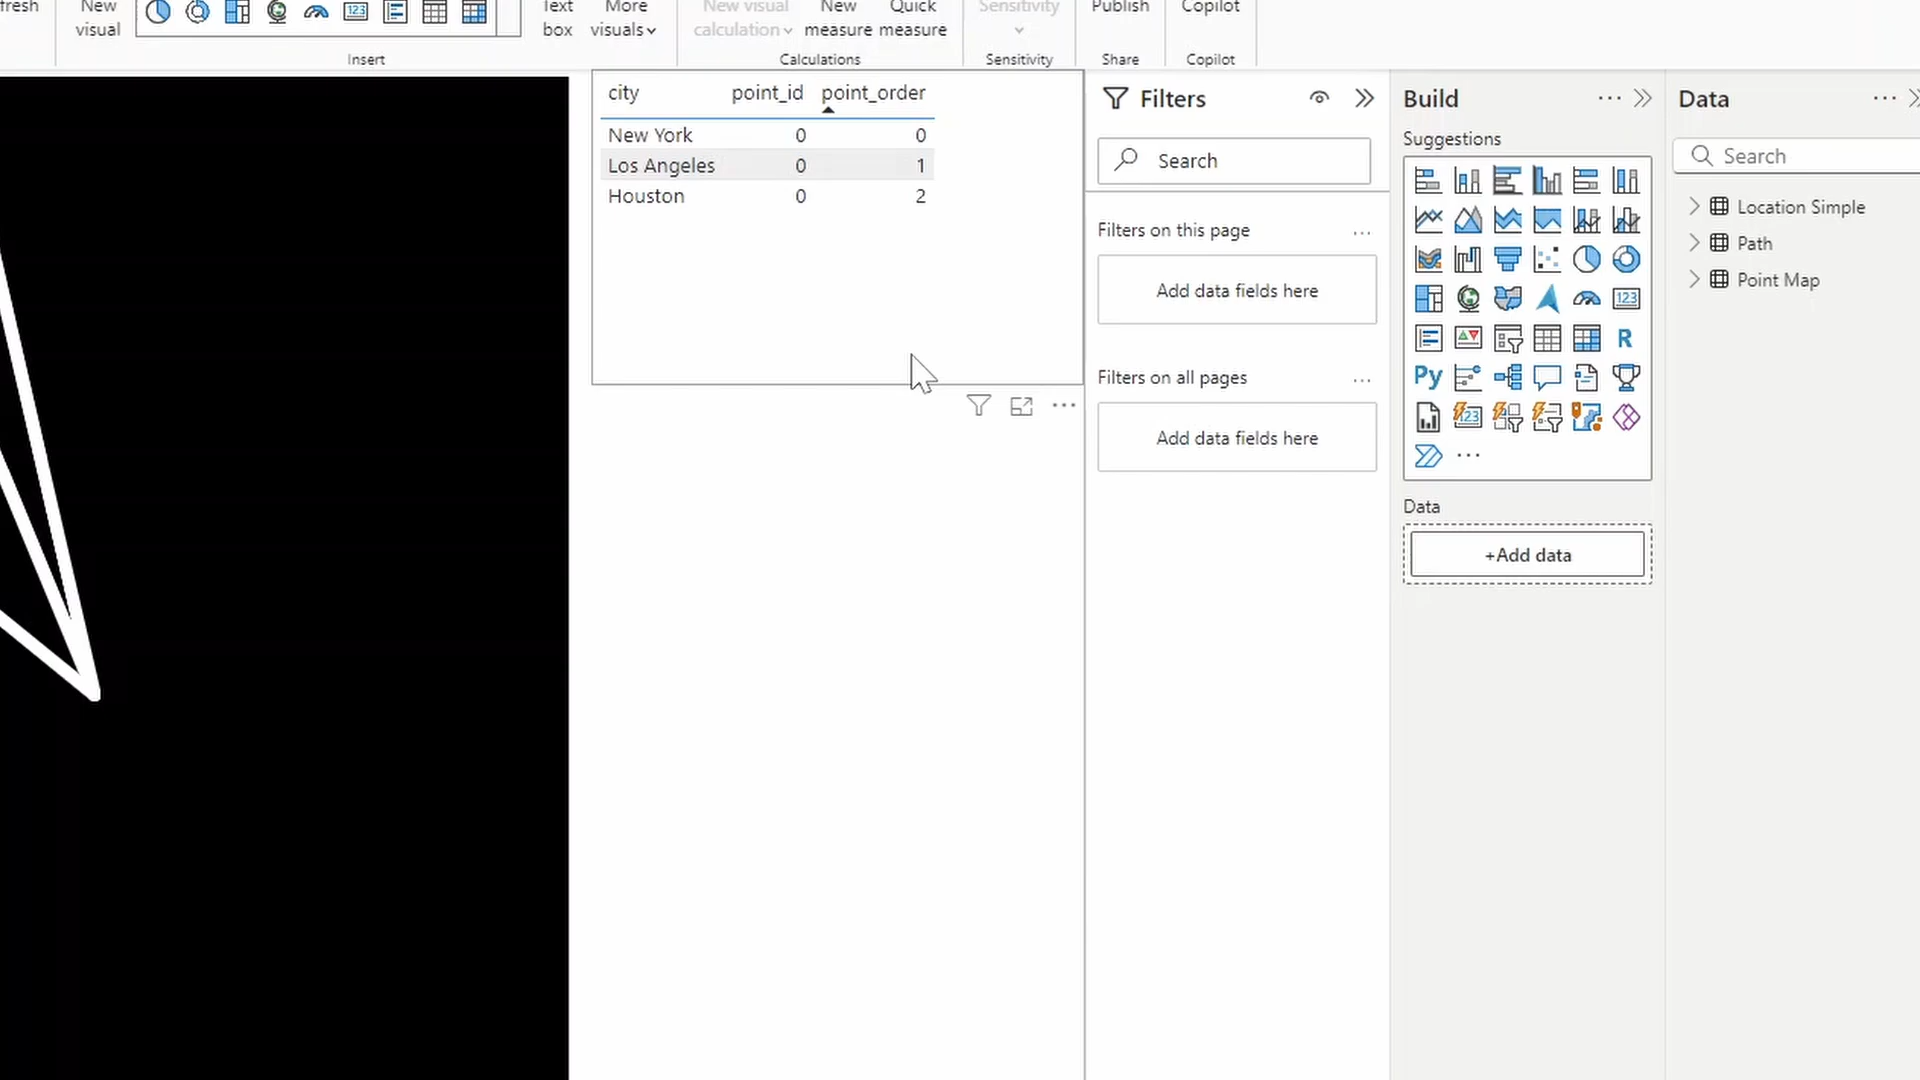 fresh
New
visual
Text
box
More
visuals
New visual
calculation
New
measure
Quick
measure
Sensitivity
Publish
Copilot
Insert
Calculations
Sensitivity
Share
Copilot
city point_id point_order
New York 0 0
Los Angeles 0 1
Houston 0 2
Filters
Search
Filters on this page
Add data fields here
Filters on all pages
Add data fields here
Build
Suggestions
123
R
Py
123
Data
+Add data
Data
Search
Location Simple
Path
Point Map